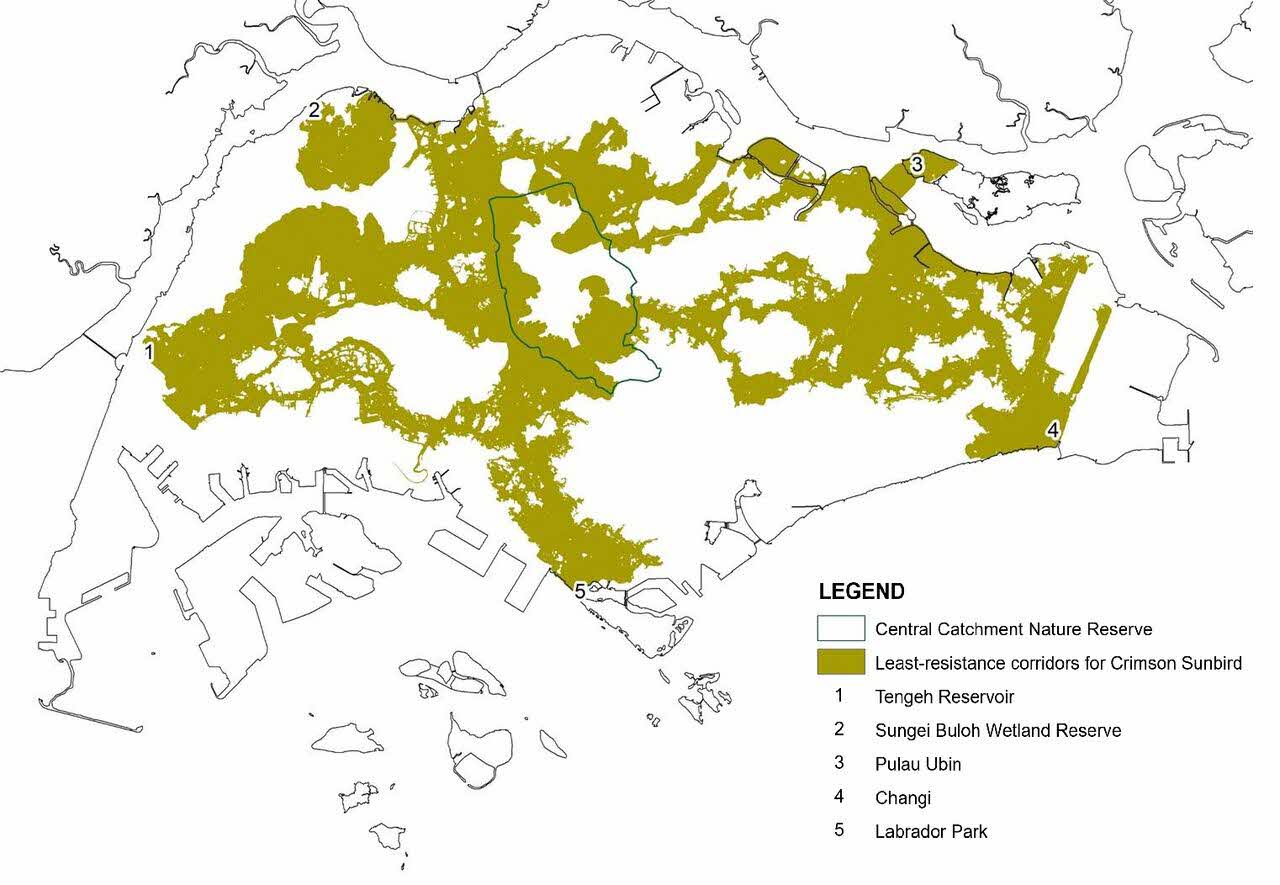 2
3
1
4
5
LEGEND
Central Catchment Nature Reserve
Least-resistance corridors for Crimson Sunbird
1 Tengeh Reservoir
2 Sungei Buloh Wetland Reserve
3 Pulau Ubin
4 Changi
5 Labrador Park